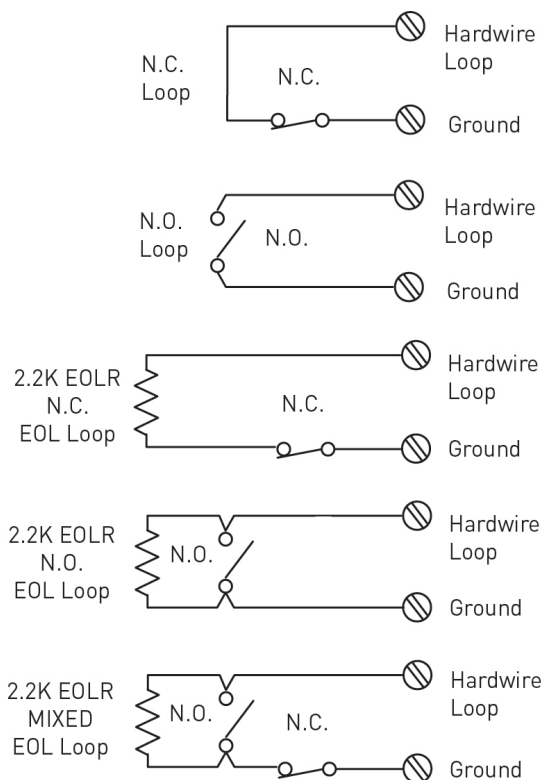 N.C.
Loop
N.C.
Hardwire
Loop
Ground
N.O.
Loop
N.O.
Hardwire
Loop
Ground
2.2K EOLR
N.C.
EOL Loop
N.C.
Hardwire
Loop
Ground
2.2K EOLR
N.O.
EOL Loop
N.O.
Hardwire
Loop
Ground
2.2K EOLR
MIXED
EOL Loop
N.O.
N.C.
Hardwire
Loop
Ground